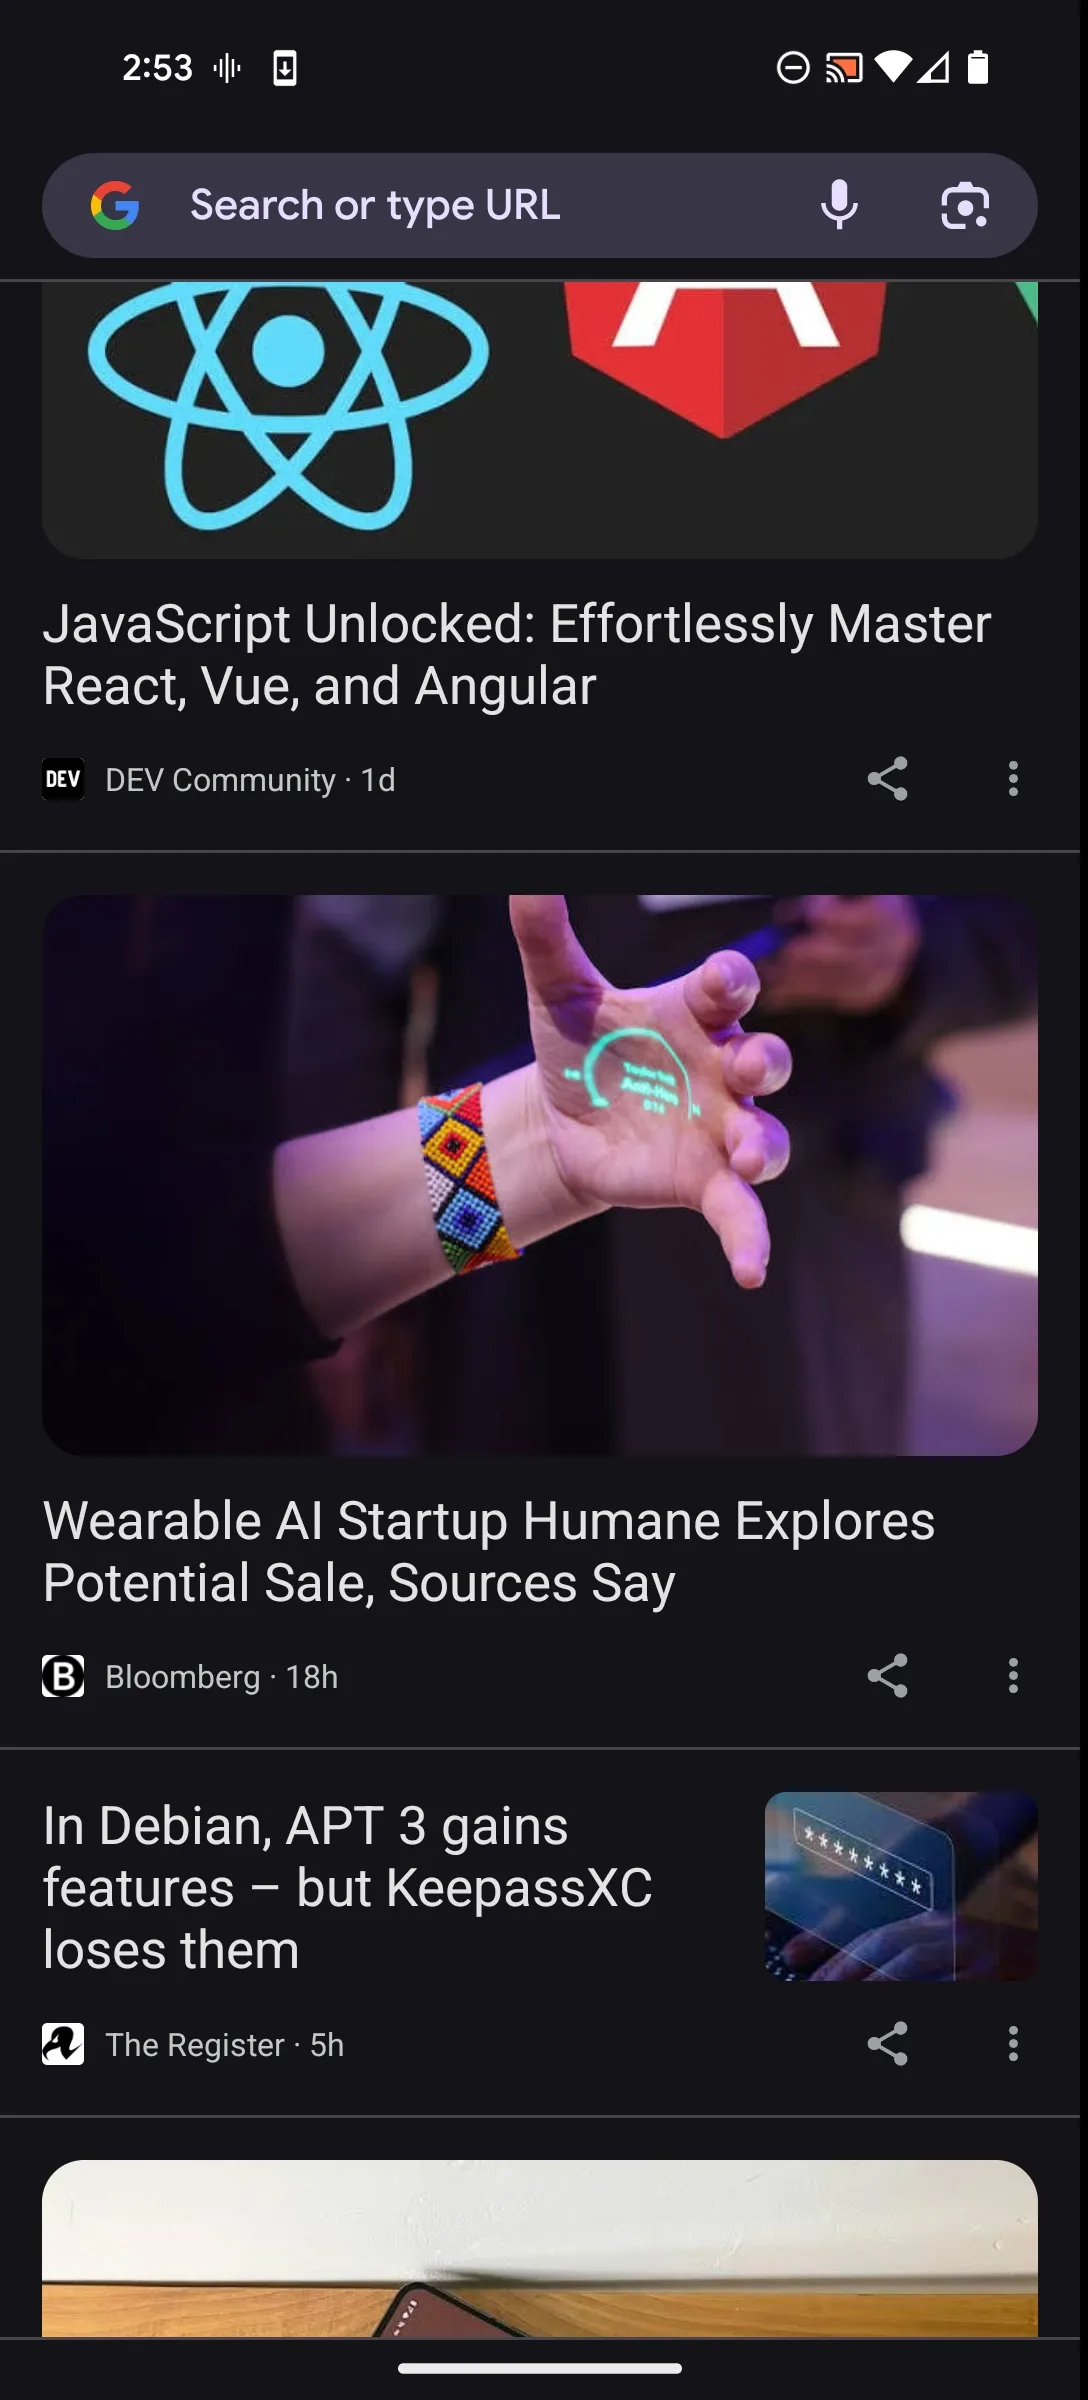 2:53
Search or type URL
JavaScript Unlocked: Effortlessly Master
React, Vue, and Angular
DEV
DEV Community · 1d
Wearable AI Startup Humane Explores
Potential Sale, Sources Say
B
Bloomberg · 18h
In Debian, APT 3 gains
features – but KeepassXC
loses them
********
The Register · 5h